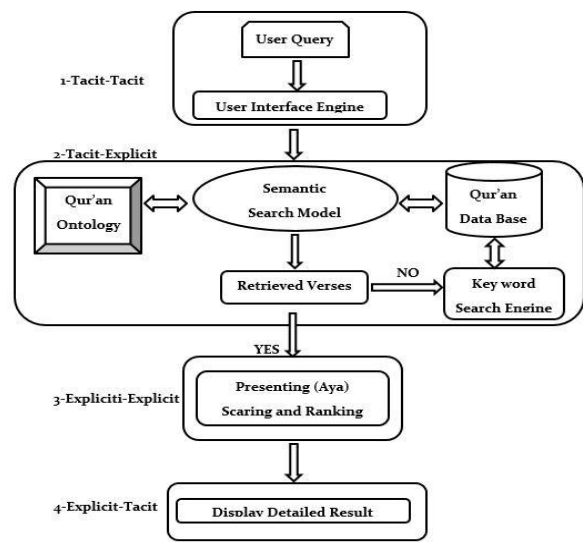 User Query
1-Tacit-Tacit
User Interface Engine
2-Tacit-Explicit
Qur'an
Ontology
Semantic
Search Model
Qur'an
Data Base
Retrieved Verses
NO
Key word
Search Engine
YES
3-Expliciti-Explicit
Presenting (Aya)
Scaring and Ranking
4-Explicit-Tacit
Display Detailed Result